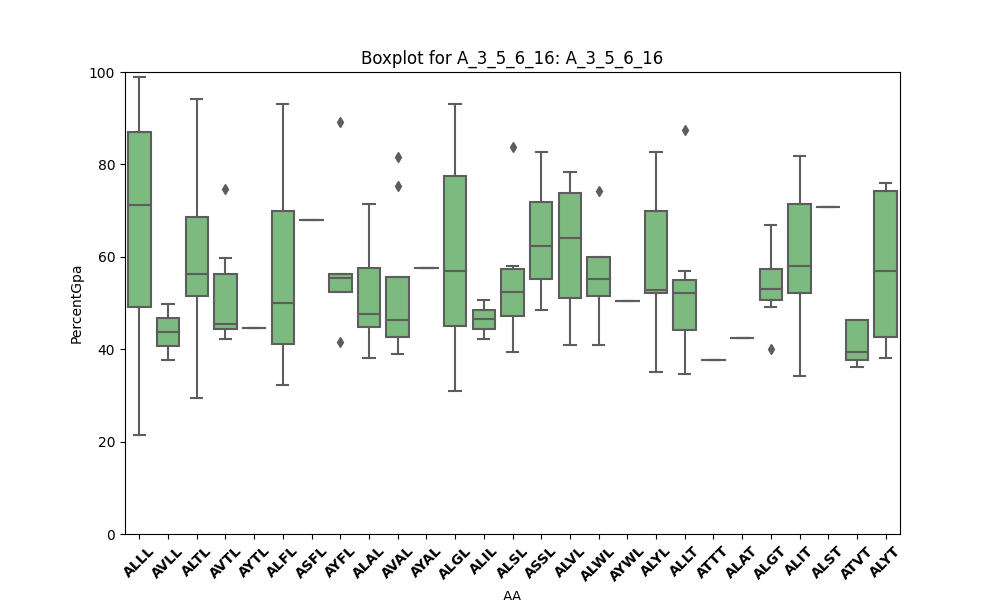 Boxplot for A_3_5_6_16: A_3_5_6_16
100
80
60
40
20
0
PercentGpa
ALLL AVLL ALTL AVTL AYTL ALFL ASFL AYFL ALAL AVAL AYAL ALGL ALIL ALSL ASSL ALVL ALWL AYWL ALYL ALLT ATTT ALAT ALGT ALIT ALST ATVT ALYT
AA